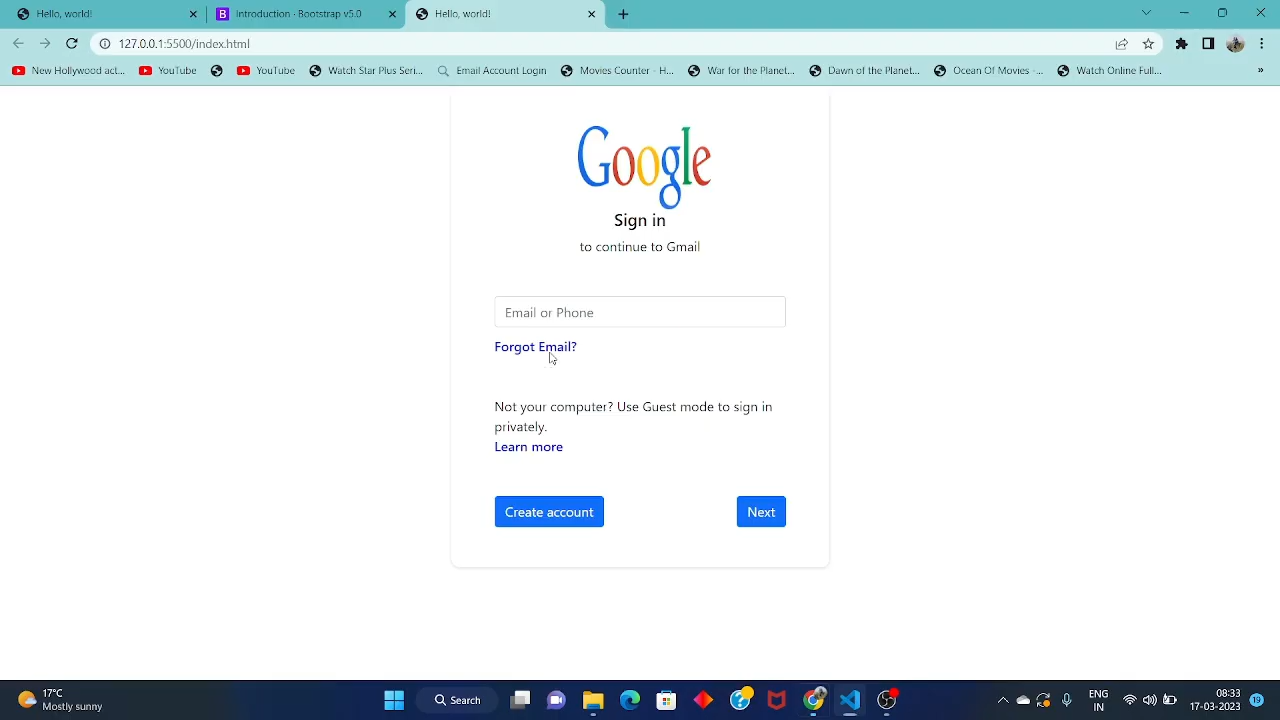 Hello, world!
Introduction · Bootstrap v5.0
Hello, world!
127.0.0.1:5500/index.html
New Hollywood act...
YouTube
YouTube
Watch Star Plus Seri...
Email Account Login
Movies Counter - H...
War for the Planet...
Dawn of the Planet...
Ocean Of Movies -...
Watch Online Full...
»
Google
Sign in
to continue to Gmail
Email or Phone
Forgot Email?
Not your computer? Use Guest mode to sign in
privately.
Learn more
Create account
Next
17°C
Mostly sunny
Search
ENG
IN
08:33
17-03-2023
19